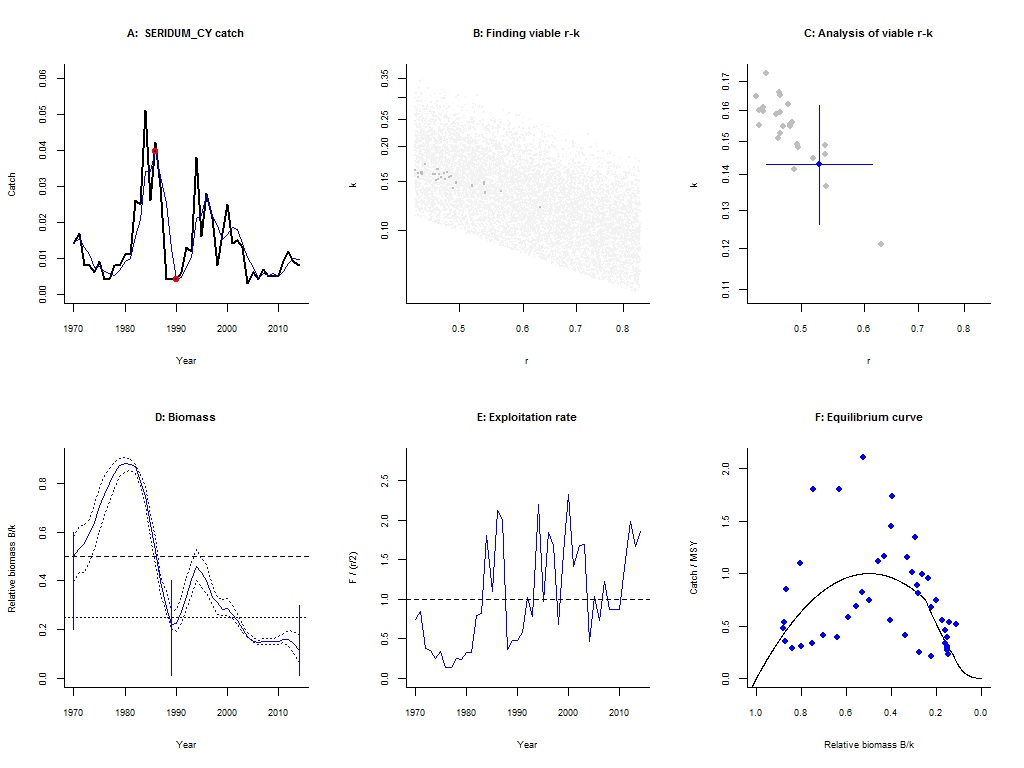 A: SERIDUM_CY catch
Catch
0.00 0.01 0.02 0.03 0.04 0.05 0.06
1970 1980 1990 2000 2010
Year
B: Finding viable r-k
k
0.10 0.15 0.20 0.25 0.35
0.5 0.6 0.7 0.8
r
C: Analysis of viable r-k
k
0.11 0.12 0.13 0.14 0.15 0.16 0.17
0.5 0.6 0.7 0.8
r
D: Biomass
Relative biomass B/k
0.0 0.2 0.4 0.6 0.8
1970 1980 1990 2000 2010
Year
E: Exploitation rate
F / (r/2)
0.0 0.5 1.0 1.5 2.0 2.5
1970 1980 1990 2000 2010
Year
F: Equilibrium curve
Catch / MSY
0.0 0.5 1.0 1.5 2.0
1.0 0.8 0.6 0.4 0.2 0.0
Relative biomass B/k